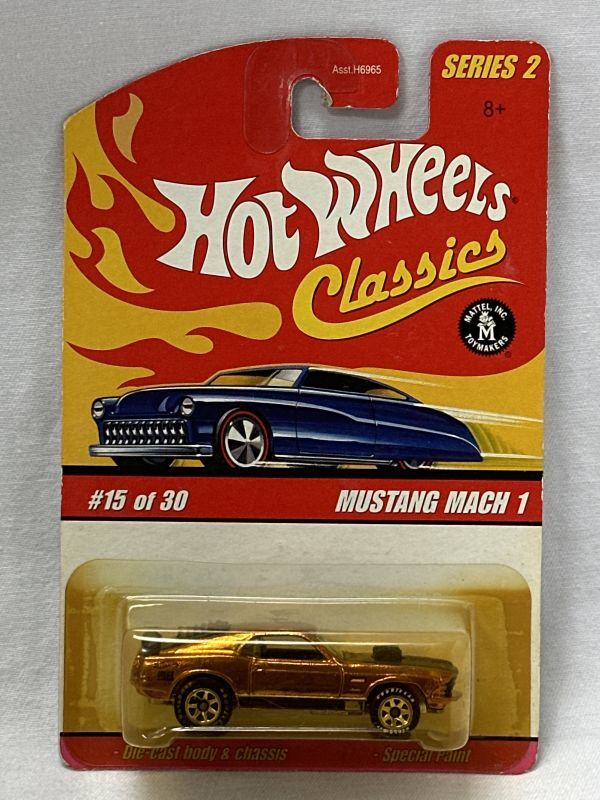 Asst.H6965
SERIES 2
8+
HOT WHEELS
Classics
MATTEL, INC.
M
TOYMAKERS
#15 of 30
MUSTANG MACH 1
- Die-cast body & chassis
- Special Paint